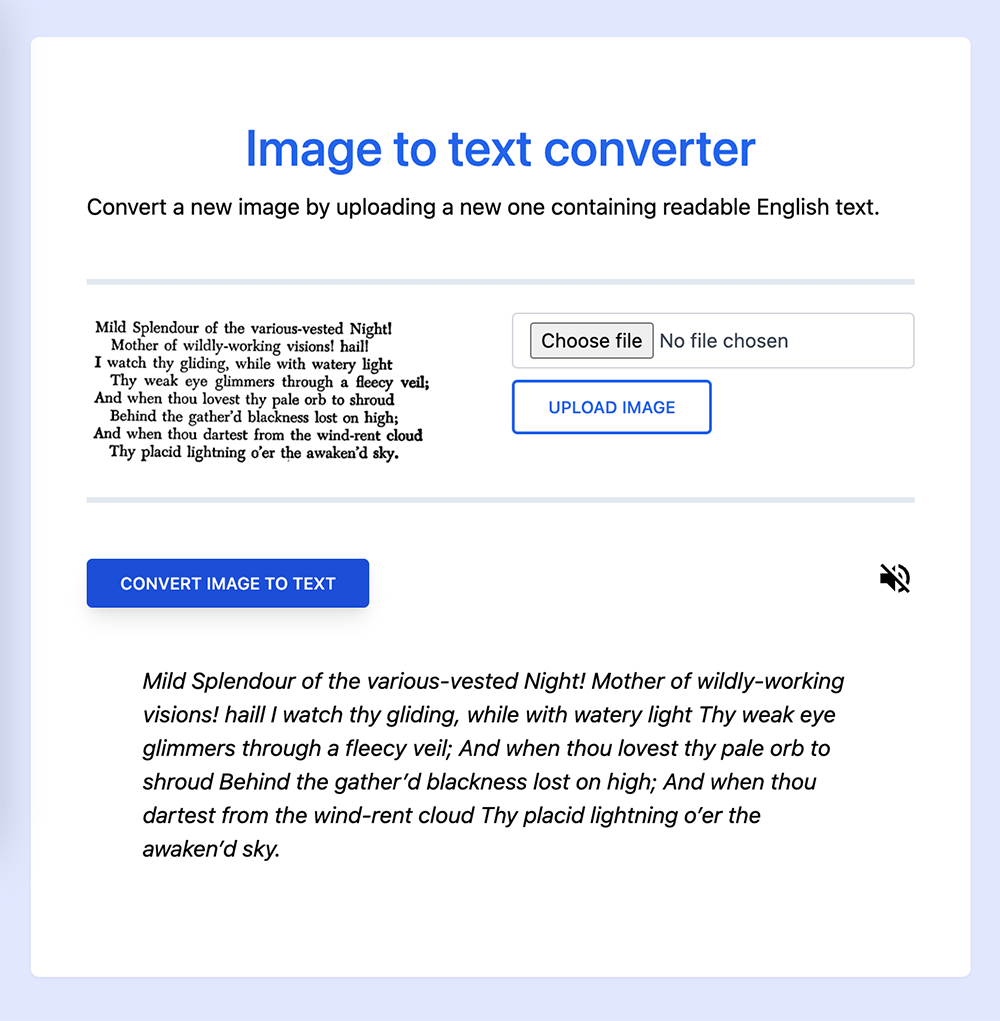 Image to text converter
Convert a new image by uploading a new one containing readable English text.
Mild Splendour of the various-vested Night!
Mother of wildly-working visions! hail!
I watch thy gliding, while with watery light
Thy weak eye glimmers through a fleecy veil;
And when thou lovest thy pale orb to shroud
Behind the gather'd blackness lost on high;
And when thou dartest from the wind-rent cloud
Thy placid lightning o'er the awaken'd sky.
Choose file No file chosen
UPLOAD IMAGE
CONVERT IMAGE TO TEXT
Mild Splendour of the various-vested Night! Mother of wildly-working
visions! haill I watch thy gliding, while with watery light Thy weak eye
glimmers through a fleecy veil; And when thou lovest thy pale orb to
shroud Behind the gather’d blackness lost on high; And when thou
dartest from the wind-rent cloud Thy placid lightning o’er the
awaken’d sky.